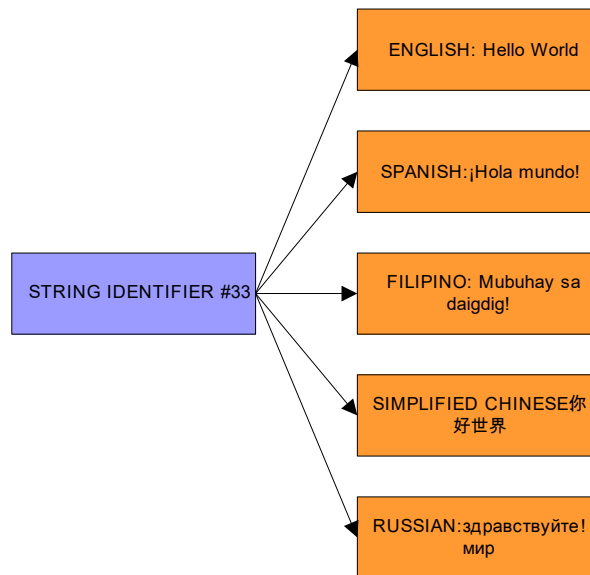 ENGLISH: Hello World
SPANISH:¡Hola mundo!
STRING IDENTIFIER #33
FILIPINO: Mubuhay sa
daigdig!
SIMPLIFIED CHINESE你
好世界
RUSSIAN:здравствуйте!
мир